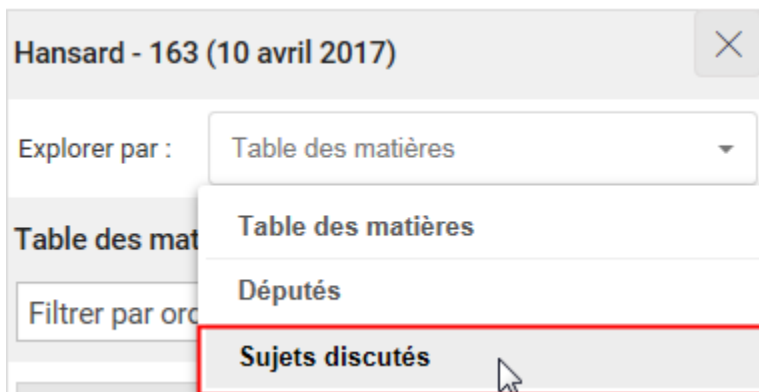 Hansard - 163 (10 avril 2017)
Explorer par : Table des matières
Table des mat
Table des matières
Députés
Filtrer par ord
Sujets discutés